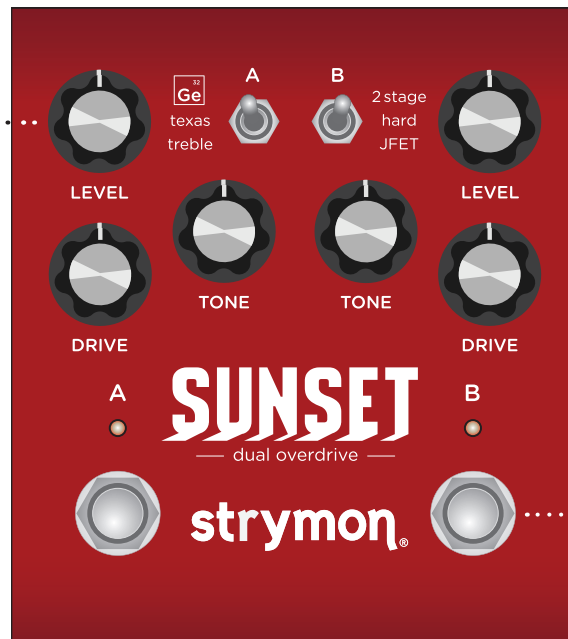 A B
32
Ge
texas
treble
2 stage
hard
JFET
LEVEL
LEVEL
TONE
TONE
DRIVE
DRIVE
A
B
SUNSET
dual overdrive
strymon®